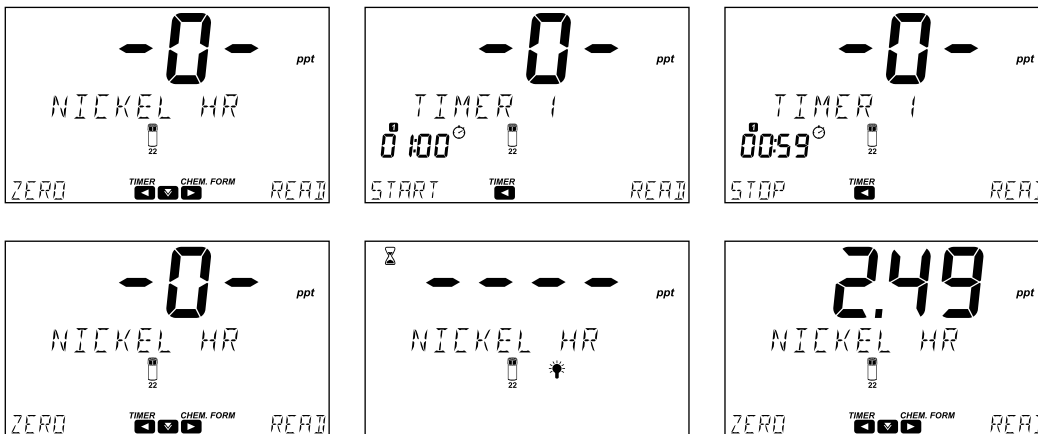 -0-
ppt
NICKEL HR
22
TIMER CHEM. FORM
ZERO READ
-0-
ppt
TIMER 1
1
01:00
22
TIMER
START READ
-0-
ppt
TIMER 1
1
00:59
22
TIMER
STOP READ
-0-
ppt
NICKEL HR
22
TIMER CHEM. FORM
ZERO READ
- - - -
ppt
NICKEL HR
22
2.49
ppt
NICKEL HR
22
TIMER CHEM. FORM
ZERO READ